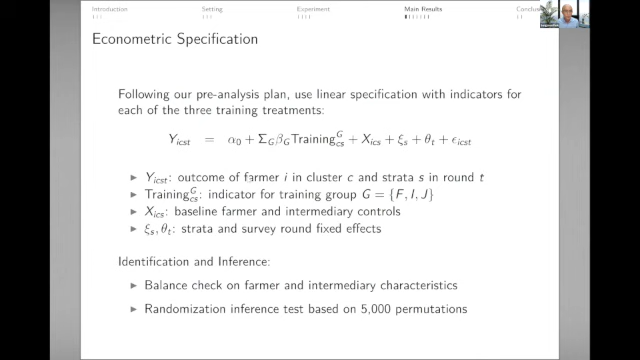 Introduction Setting Experiment Main Results Conclus
Econometric Specification
Following our pre-analysis plan, use linear specification with indicators for
each of the three training treatments:
Y_icst = α_0 + Σ_G β_G Training^G_cs + X_ics + ξ_s + θ_t + ϵ_icst
▶ Y_icst: outcome of farmer i in cluster c and strata s in round t
▶ Training^G_cs: indicator for training group G = {F, I, J}
▶ X_ics: baseline farmer and intermediary controls
▶ ξ_s, θ_t: strata and survey round fixed effects
Identification and Inference:
▶ Balance check on farmer and intermediary characteristics
▶ Randomization inference test based on 5,000 permutations